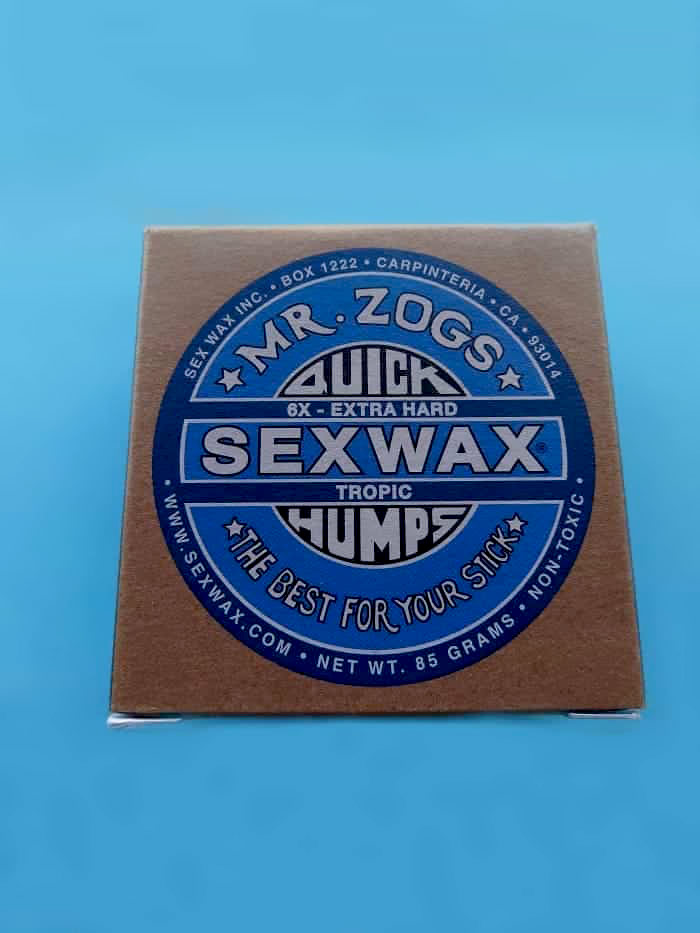 SEX WAX INC. • BOX 1222 • CARPINTERIA • CA • 93014
MR. ZOGS
QUICK
6X - EXTRA HARD
SEXWAX®
TROPIC
HUMPS
THE BEST FOR YOUR STICK
• WWW.SEXWAX.COM • NET WT. 85 GRAMS • NON-TOXIC •